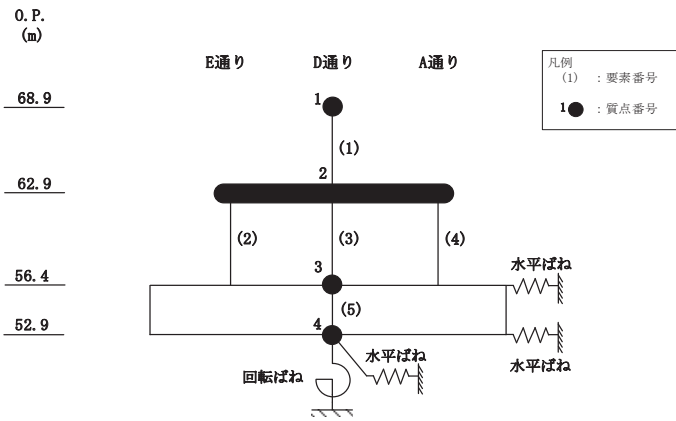 O.P.
(m)
E通り D通り A通り
凡例
(1) : 要素番号
1 : 質点番号
68.9
1
(1)
2
62.9
(2) (3) (4)
水平ばね
3
56.4
(5)
52.9
4
水平ばね
水平ばね
回転ばね